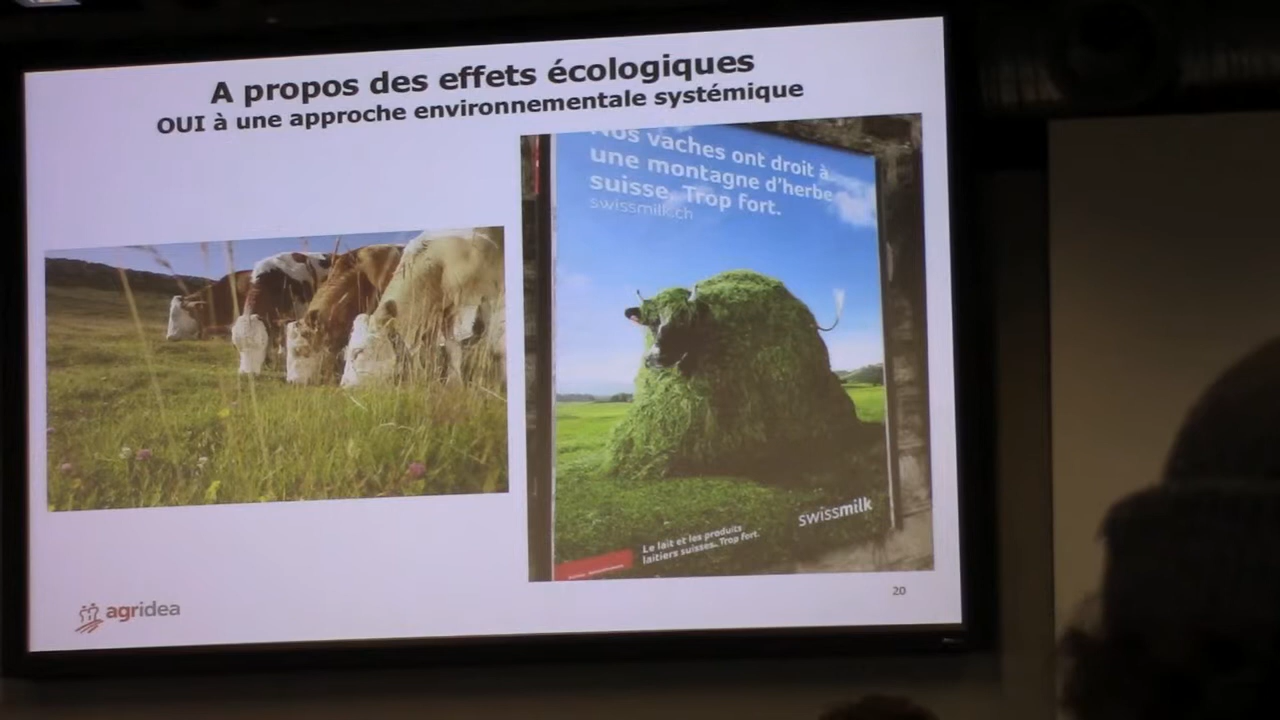 A propos des effets écologiques
OUI à une approche environnementale systémique
Nos vaches ont droit à
une montagne d'herbe
suisse. Trop fort.
swissmilk.ch
swissmilk
Le lait et les produits
laitiers suisses. Trop fort.
agridea
20